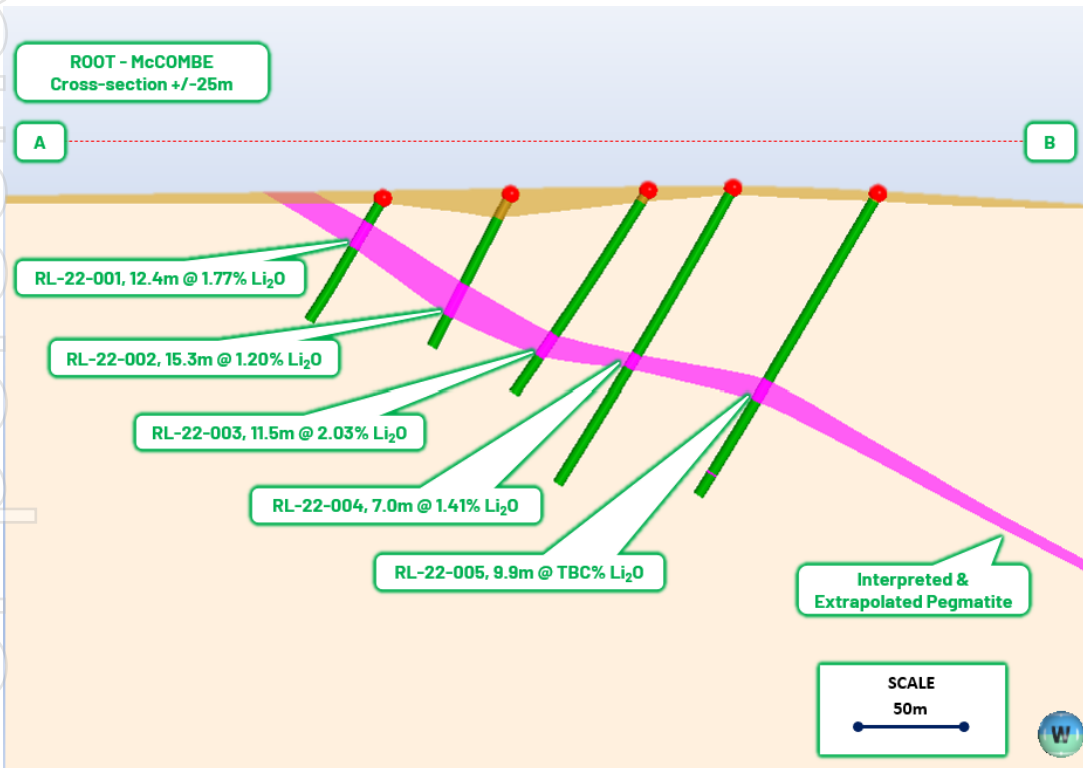 ROOT - McCOMBE
Cross-section +/-25m
A
B
RL-22-001, 12.4m @ 1.77% Li₂O
RL-22-002, 15.3m @ 1.20% Li₂O
RL-22-003, 11.5m @ 2.03% Li₂O
RL-22-004, 7.0m @ 1.41% Li₂O
RL-22-005, 9.9m @ TBC% Li₂O
Interpreted &
Extrapolated Pegmatite
SCALE
50m
W